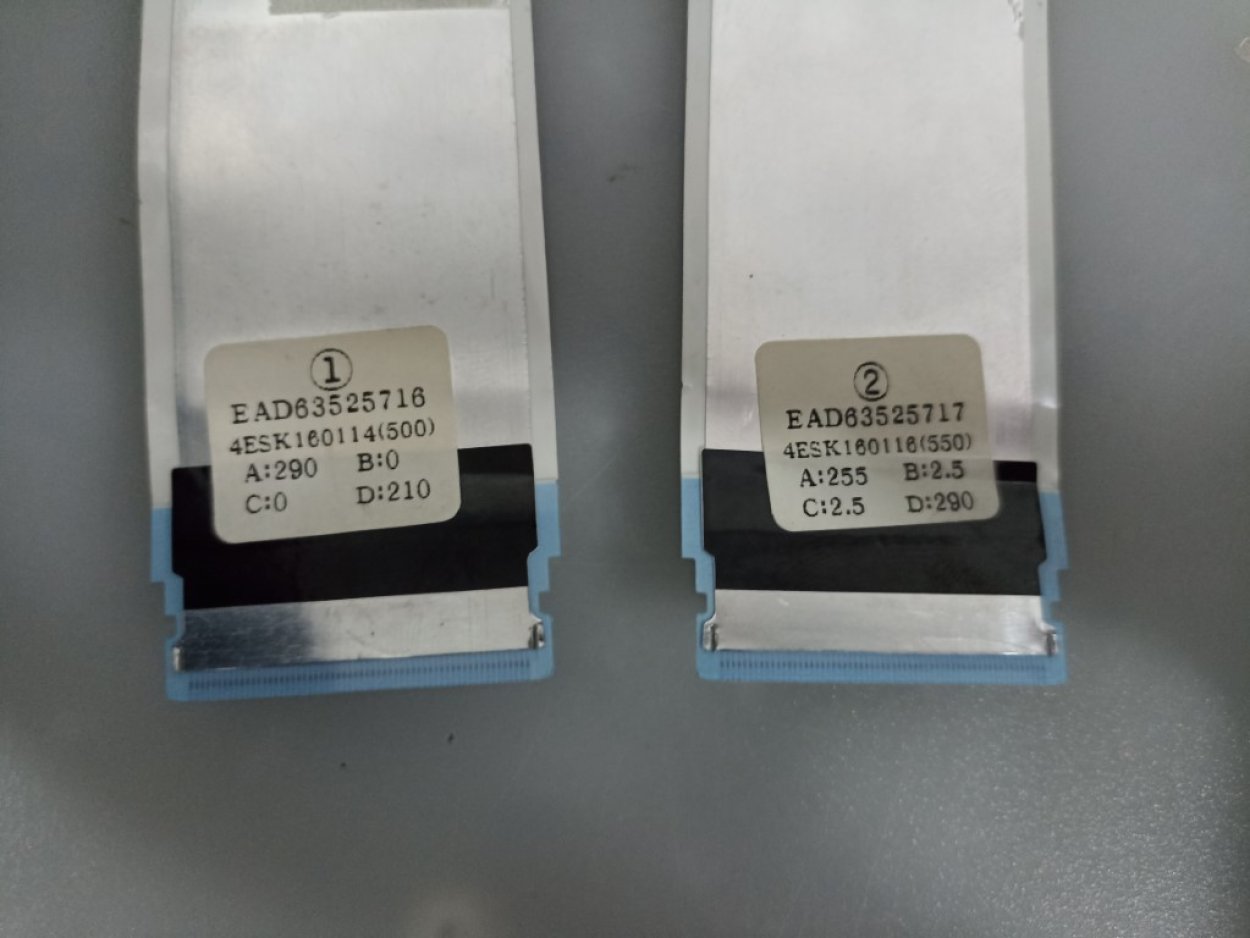 ①
EAD63525716
4ESK160114(500)
A:290 B:0
C:0 D:210
②
EAD63525717
4ESK160116(550)
A:255 B:2.5
C:2.5 D:290